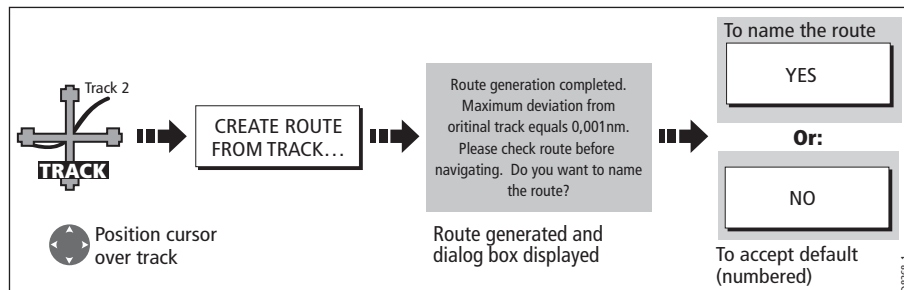 Track 2
TRACK
Position cursor
over track
CREATE ROUTE
FROM TRACK...
Route generation completed.
Maximum deviation from
oritinal track equals 0,001nm.
Please check route before
navigating. Do you want to name
the route?
Route generated and
dialog box displayed
To name the route
YES
Or:
NO
To accept default
(numbered)